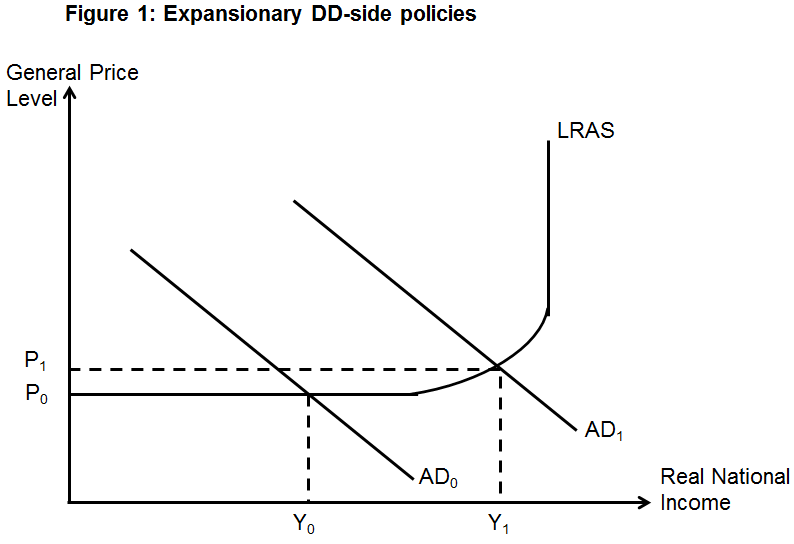 Figure 1: Expansionary DD-side policies
General Price
Level
LRAS
P₁
P₀
AD₁
AD₀
Real National
Income
Y₀
Y₁